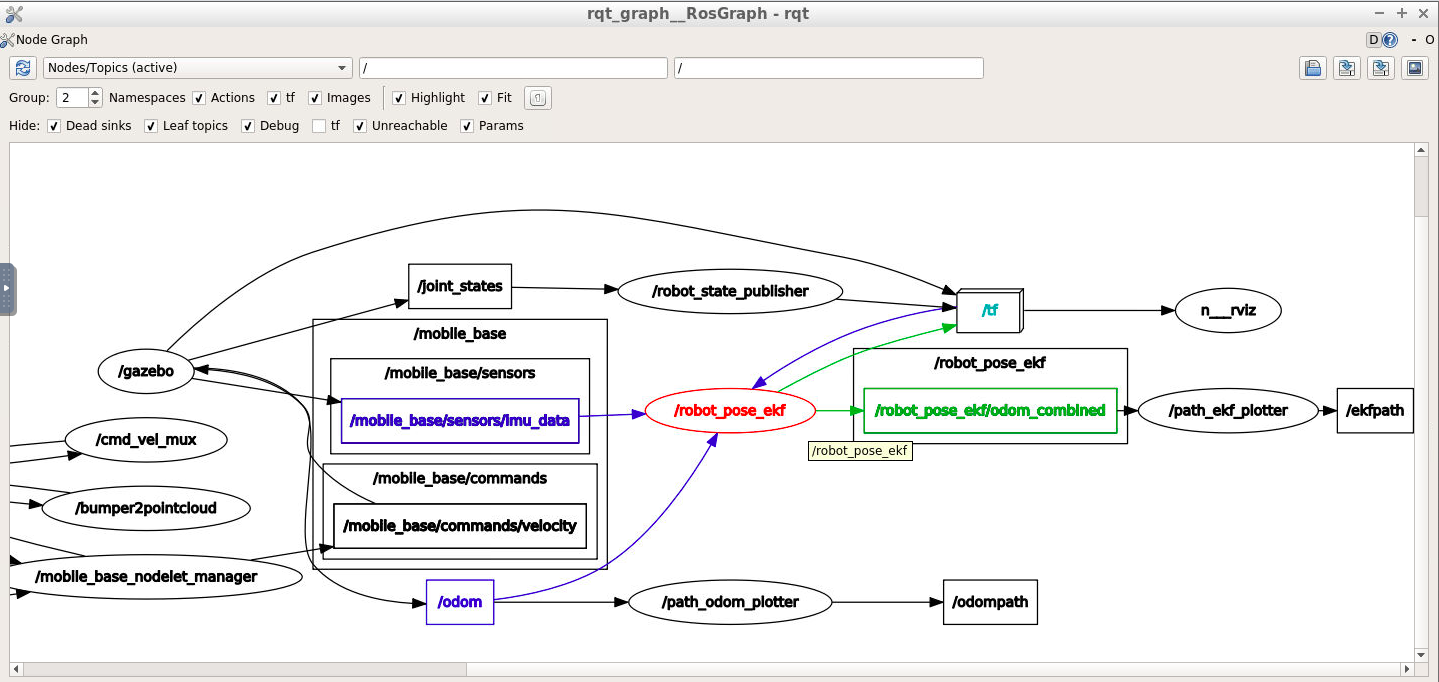 rqt_graph__RosGraph - rqt
Node Graph
D
- O
Nodes/Topics (active)
/
/
Group: 2 Namespaces Actions tf Images Highlight Fit
Hide: Dead sinks Leaf topics Debug tf Unreachable Params
/joint_states
/robot_state_publisher
/tf
n___rviz
/mobile_base
/gazebo
/mobile_base/sensors
/robot_pose_ekf
/mobile_base/sensors/imu_data
/robot_pose_ekf
/robot_pose_ekf/odom_combined
/path_ekf_plotter
/ekfpath
/cmd_vel_mux
/robot_pose_ekf
/mobile_base/commands
/bumper2pointcloud
/mobile_base/commands/velocity
/mobile_base_nodelet_manager
/odom
/path_odom_plotter
/odompath